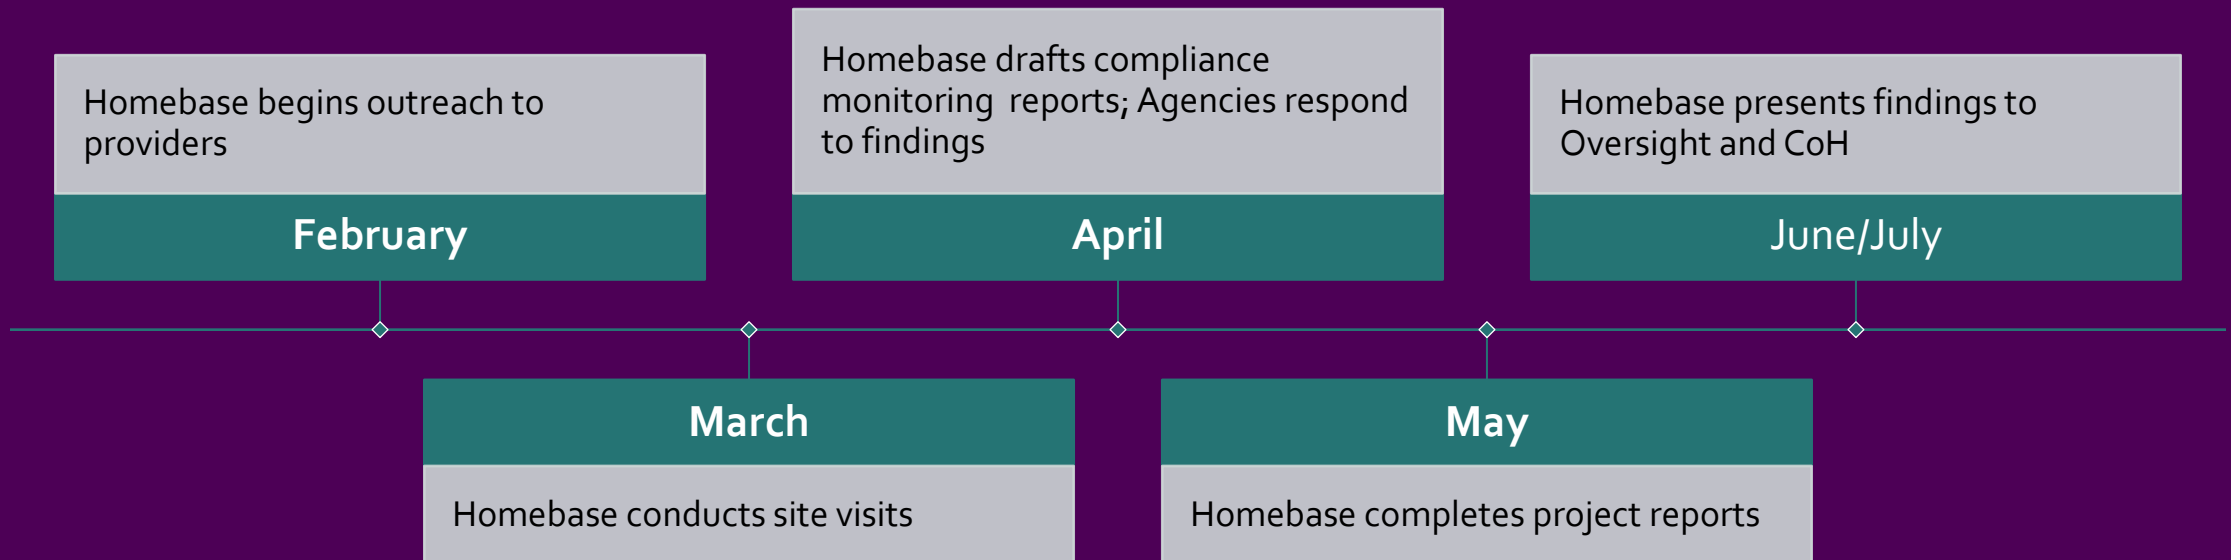 Homebase begins outreach to
providers
February
Homebase conducts site visits
March
Homebase drafts compliance
monitoring  reports; Agencies respond
to findings
April
Homebase completes project reports
May
Homebase presents findings to
Oversight and CoH
June/July